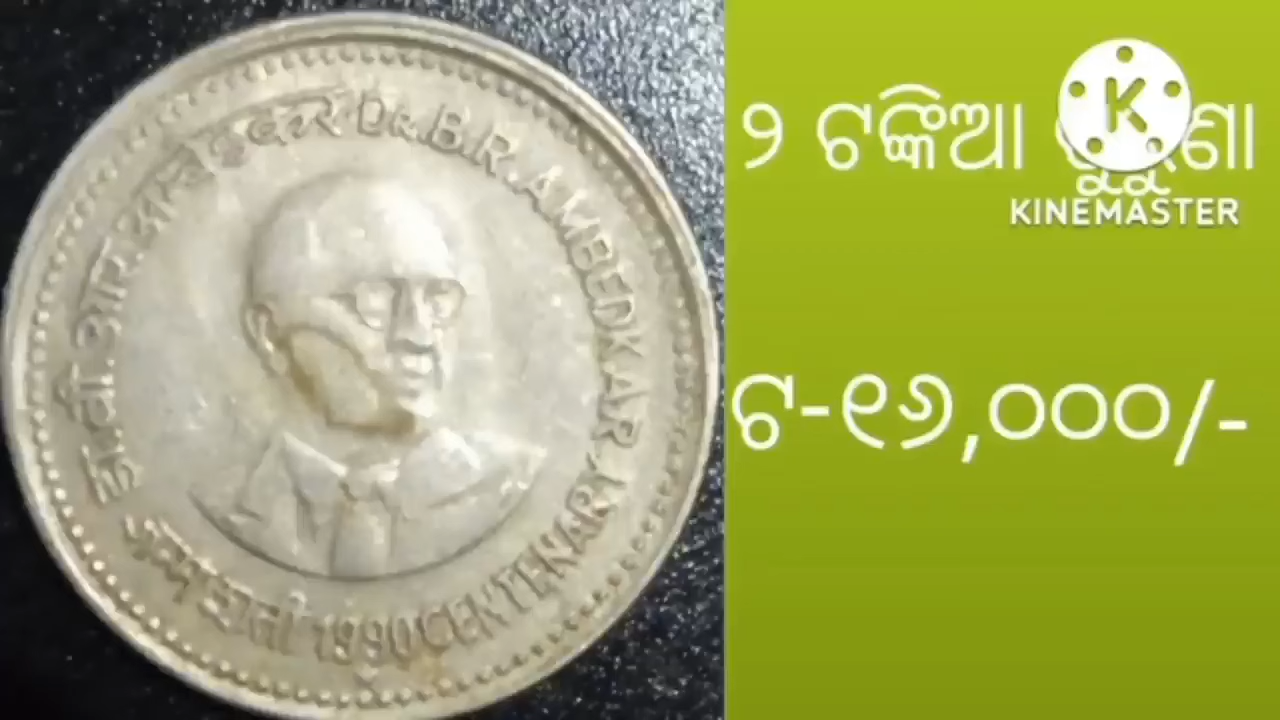 डा.बी.आर.अम्बेडकर DR.B.R.AMBEDKAR
जन्म शताब्दी 1990 CENTENARY
୨ ଟଙ୍କିଆ
K
KINEMASTER
ଟ-୧୬,୦୦୦/-